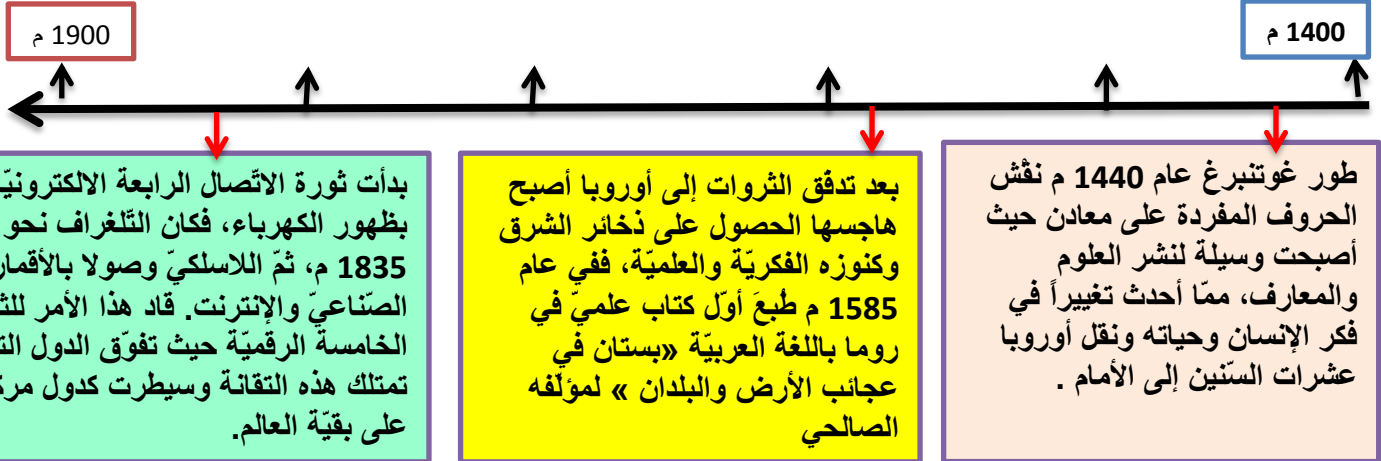 1400 م
1900 م
طور غوتنبرغ عام 1440 م نقْش
الحروف المفردة على معادن حيث
أصبحت وسيلة لنشر العلوم
والمعارف، ممّا أحدث تغييراً في
فكر الإنسان وحياته ونقل أوروبا
عشرات السّنين إلى الأمام .
بعد تدفّق الثروات إلى أوروبا أصبح
هاجسها الحصول على ذخائر الشرق
وكنوزه الفكريّة والعلميّة، ففي عام
1585 م طُبعَ أوّل كتاب علميّ في
روما باللغة العربيّة «بستان في
عجائب الأرض والبلدان » لمؤلّفه
الصالحي
بدأت ثورة الاتّصال الرابعة
بظهور الكهرباء، فكان التّلغراف نحو
1835 م، ثمّ اللاسلكيّ وصولا
الصّناعيّ والإنترنت. قاد هذا الأمر
الخامسة الرقميّة حيث تفوّق الدول
تمتلك هذه التقانة وسيطرت كدول
على بقيّة العالم.